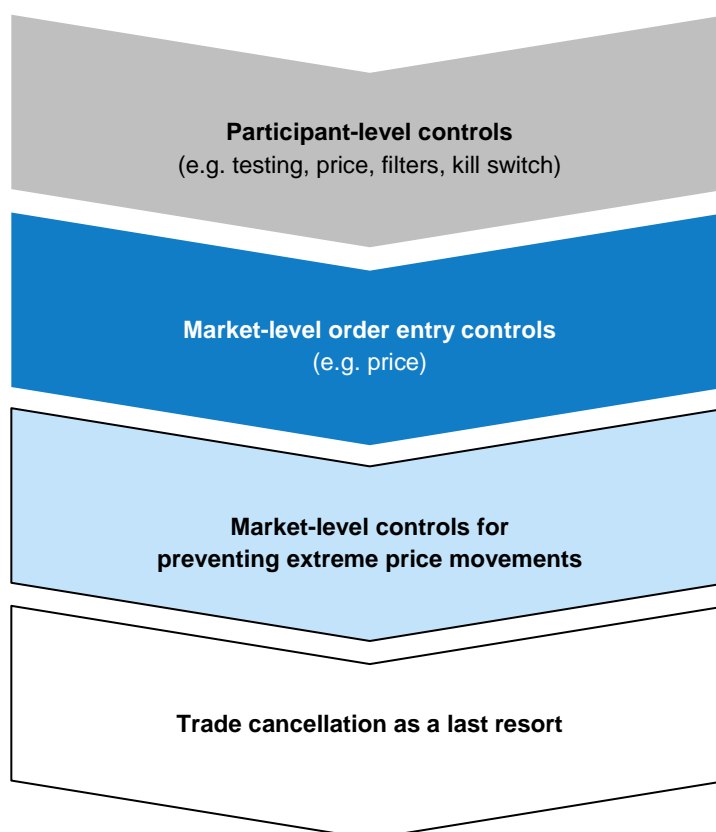 Participant-level controls
(e.g. testing, price, filters, kill switch)
Market-level order entry controls
(e.g. price)
Market-level controls for
preventing extreme price movements
Trade cancellation as a last resort